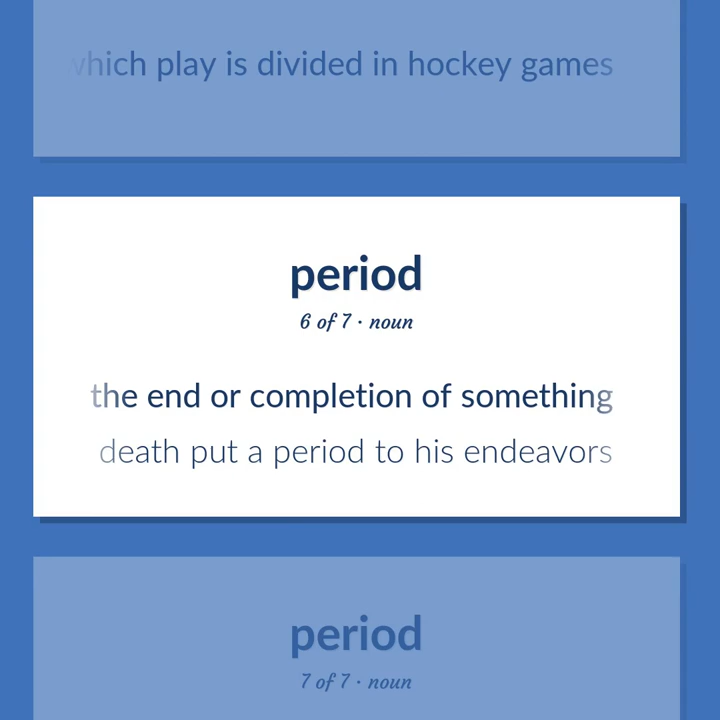 which play is divided in hockey games
period
6 of 7 · noun
the end or completion of something
death put a period to his endeavors
period
7 of 7 · noun